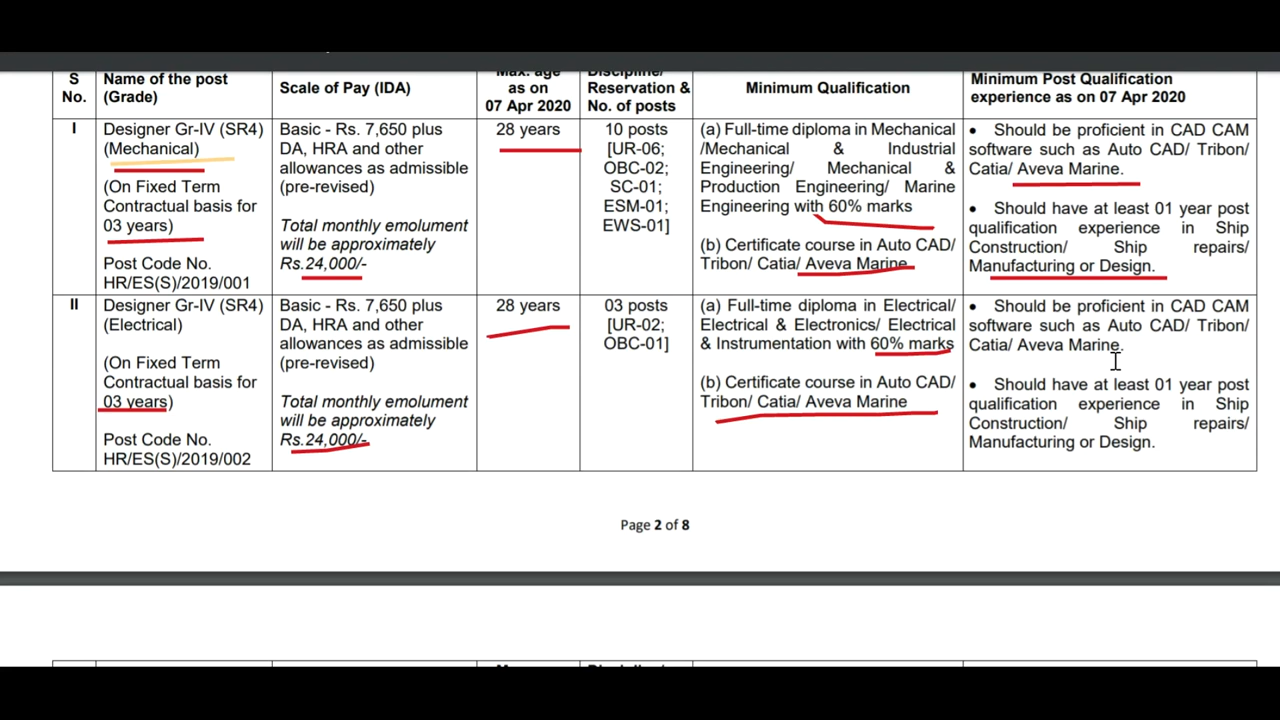 S
No.
Name of the post
(Grade)
Scale of Pay (IDA)
Max. age
as on
07 Apr 2020
Discipline/
Reservation &
No. of posts
Minimum Qualification
Minimum Post Qualification
experience as on 07 Apr 2020
I
Designer Gr-IV (SR4)
(Mechanical)
(On Fixed Term
Contractual basis for
03 years)
Post Code No.
HR/ES(S)/2019/001
Basic - Rs. 7,650 plus
DA, HRA and other
allowances as admissible
(pre-revised)
Total monthly emolument
will be approximately
Rs.24,000/-
28 years
10 posts
[UR-06;
OBC-02;
SC-01;
ESM-01;
EWS-01]
(a) Full-time diploma in Mechanical
/Mechanical & Industrial
Engineering/ Mechanical &
Production Engineering/ Marine
Engineering with 60% marks
(b) Certificate course in Auto CAD/
Tribon/ Catia/ Aveva Marine
• Should be proficient in CAD CAM
software such as Auto CAD/ Tribon/
Catia/ Aveva Marine.
• Should have at least 01 year post
qualification experience in Ship
Construction/ Ship repairs/
Manufacturing or Design.
II
Designer Gr-IV (SR4)
(Electrical)
(On Fixed Term
Contractual basis for
03 years)
Post Code No.
HR/ES(S)/2019/002
Basic - Rs. 7,650 plus
DA, HRA and other
allowances as admissible
(pre-revised)
Total monthly emolument
will be approximately
Rs.24,000/-
28 years
03 posts
[UR-02;
OBC-01]
(a) Full-time diploma in Electrical/
Electrical & Electronics/ Electrical
& Instrumentation with 60% marks
(b) Certificate course in Auto CAD/
Tribon/ Catia/ Aveva Marine
• Should be proficient in CAD CAM
software such as Auto CAD/ Tribon/
Catia/ Aveva Marine.
• Should have at least 01 year post
qualification experience in Ship
Construction/ Ship repairs/
Manufacturing or Design.
Page 2 of 8